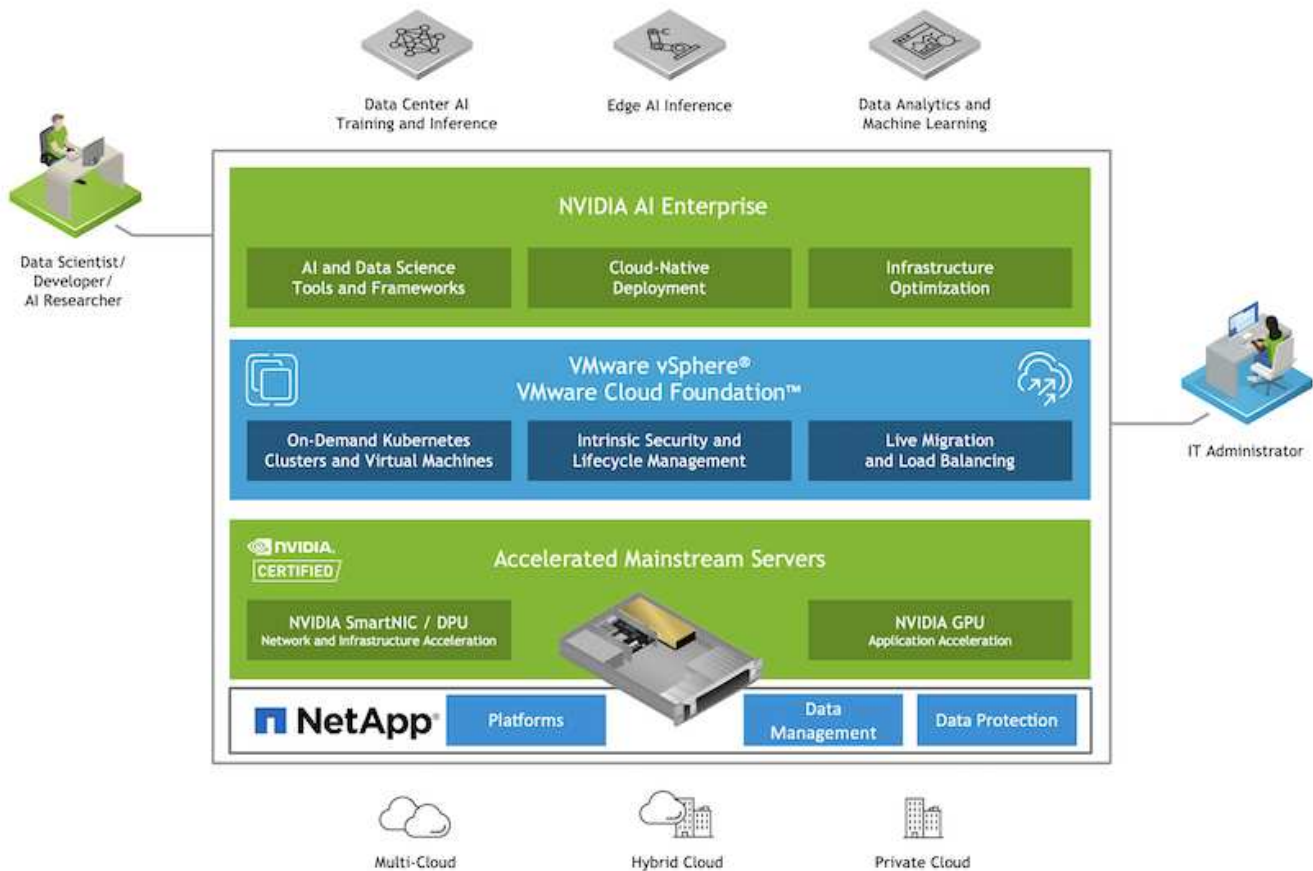 Data Center AI
Training and Inference
Edge AI Inference
Data Analytics and
Machine Learning
Data Scientist/
Developer/
AI Researcher
NVIDIA AI Enterprise
AI and Data Science
Tools and Frameworks
Cloud-Native
Deployment
Infrastructure
Optimization
VMware vSphere®
VMware Cloud Foundation™
On-Demand Kubernetes
Clusters and Virtual Machines
Intrinsic Security and
Lifecycle Management
Live Migration
and Load Balancing
IT Administrator
NVIDIA.
CERTIFIED
Accelerated Mainstream Servers
NVIDIA SmartNIC / DPU
Network and Infrastructure Acceleration
NVIDIA GPU
Application Acceleration
NetApp®
Platforms
Data
Management
Data Protection
Multi-Cloud
Hybrid Cloud
Private Cloud